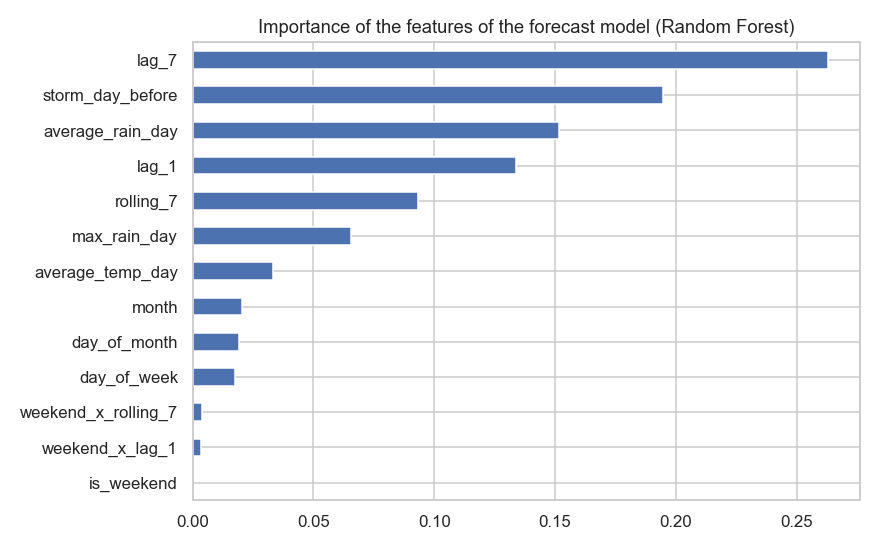 Importance of the features of the forecast model (Random Forest)
lag_7
storm_day_before
average_rain_day
lag_1
rolling_7
max_rain_day
average_temp_day
month
day_of_month
day_of_week
weekend_x_rolling_7
weekend_x_lag_1
is_weekend
0.00 0.05 0.10 0.15 0.20 0.25